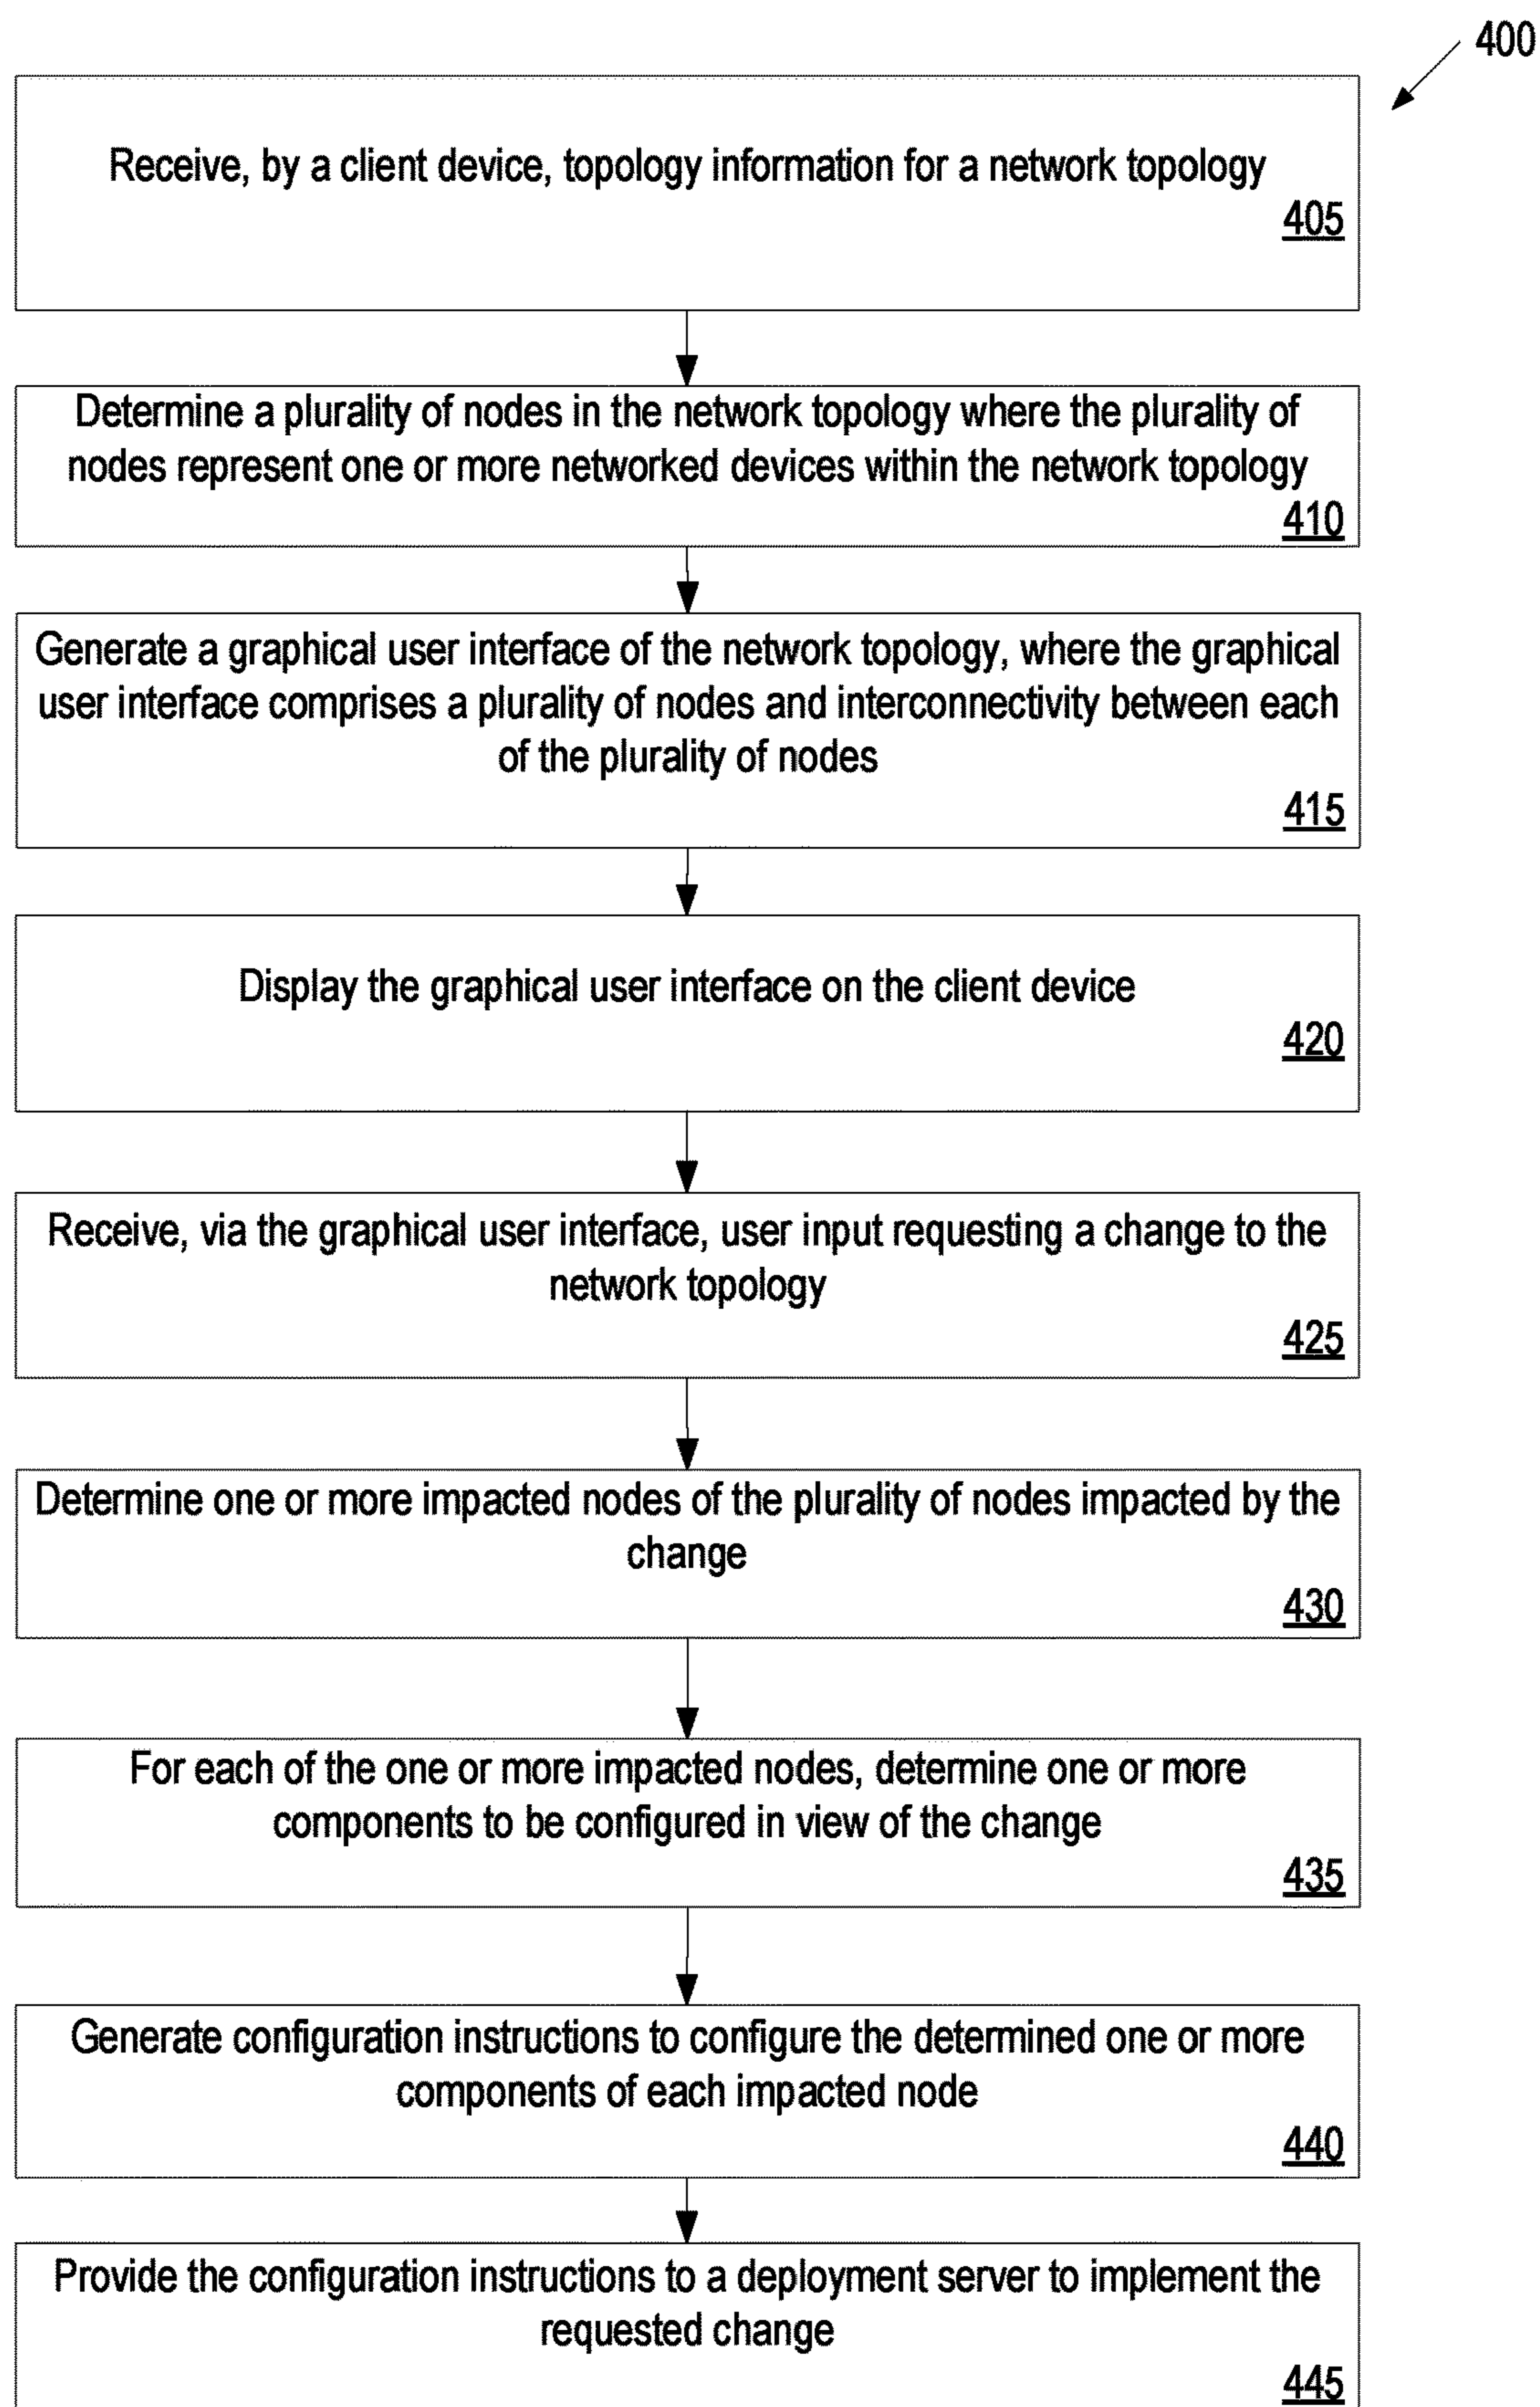 400
Receive, by a client device, topology information for a network topology
405
Determine a plurality of nodes in the network topology where the plurality of
nodes represent one or more networked devices within the network topology
410
Generate a graphical user interface of the network topology, where the graphical
user interface comprises a plurality of nodes and interconnectivity between each
of the plurality of nodes
415
Display the graphical user interface on the client device
420
Receive, via the graphical user interface, user input requesting a change to the
network topology
425
Determine one or more impacted nodes of the plurality of nodes impacted by the
change
430
For each of the one or more impacted nodes, determine one or more
components to be configured in view of the change
435
Generate configuration instructions to configure the determined one or more
components of each impacted node
440
Provide the configuration instructions to a deployment server to implement the
requested change
445